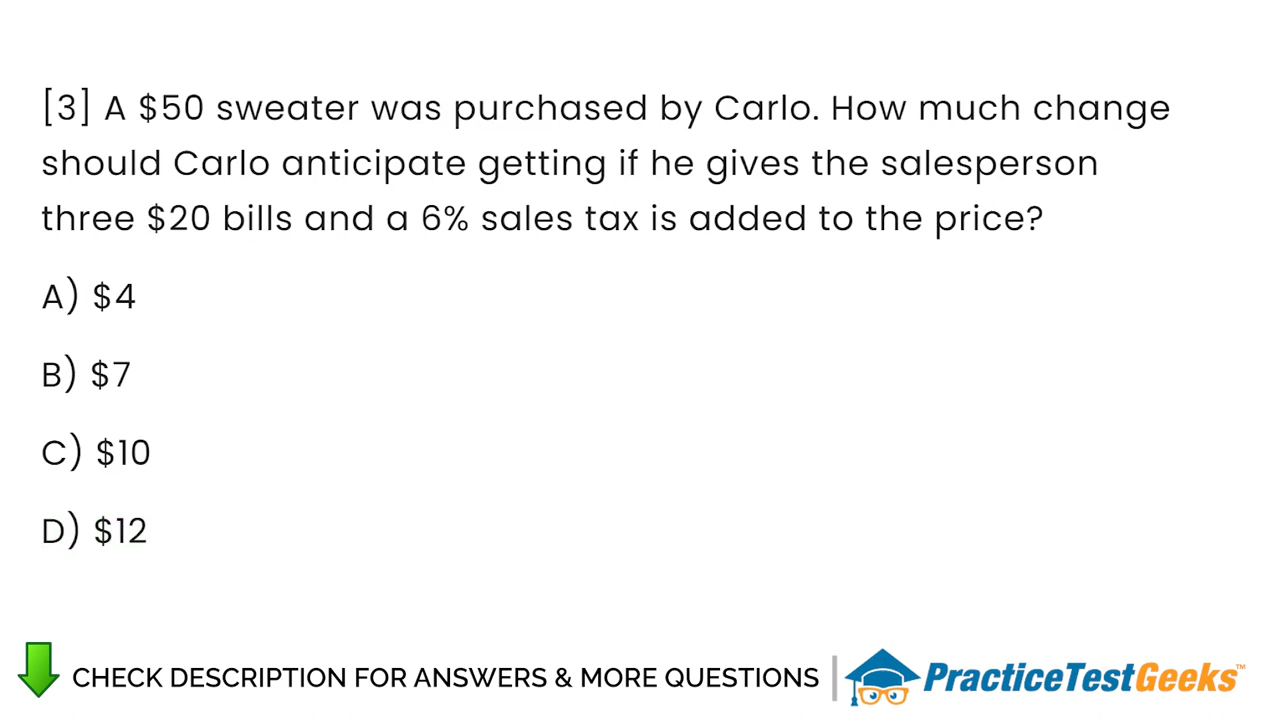 [3] A $50 sweater was purchased by Carlo. How much change
should Carlo anticipate getting if he gives the salesperson
three $20 bills and a 6% sales tax is added to the price?
A) $4
B) $7
C) $10
D) $12
CHECK DESCRIPTION FOR ANSWERS & MORE QUESTIONS
PracticeTestGeeks™